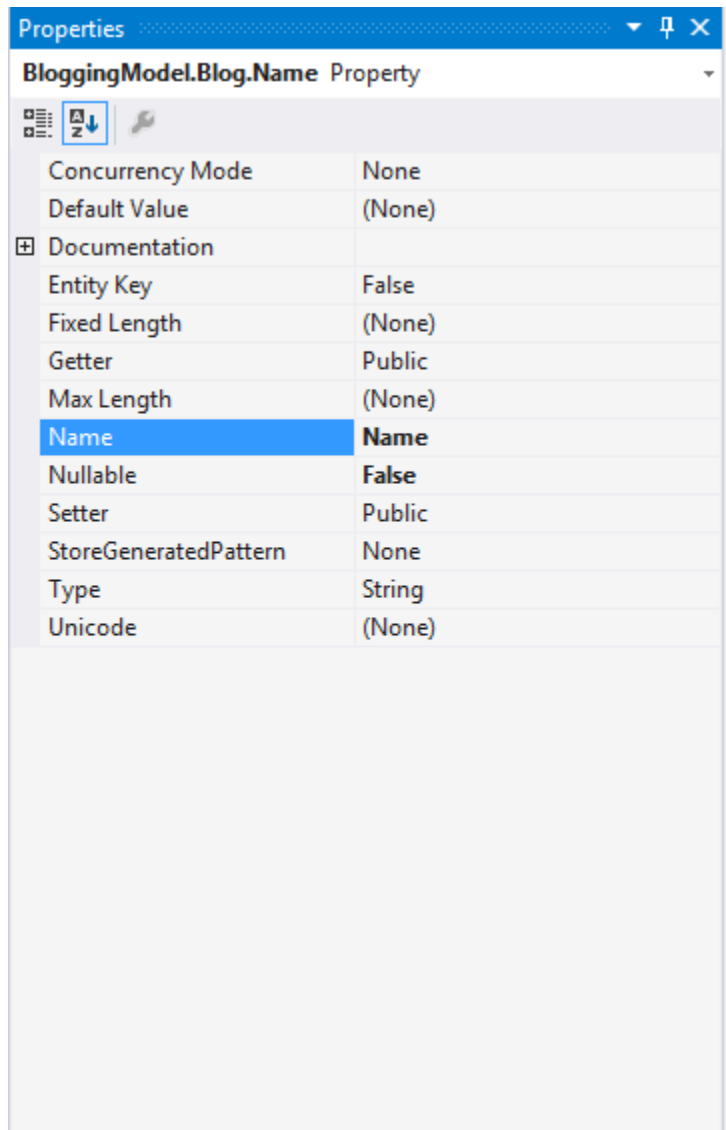 Properties
BloggingModel.Blog.Name Property
Concurrency Mode None
Default Value (None)
Documentation
Entity Key False
Fixed Length (None)
Getter Public
Max Length (None)
Name Name
Nullable False
Setter Public
StoreGeneratedPattern None
Type String
Unicode (None)